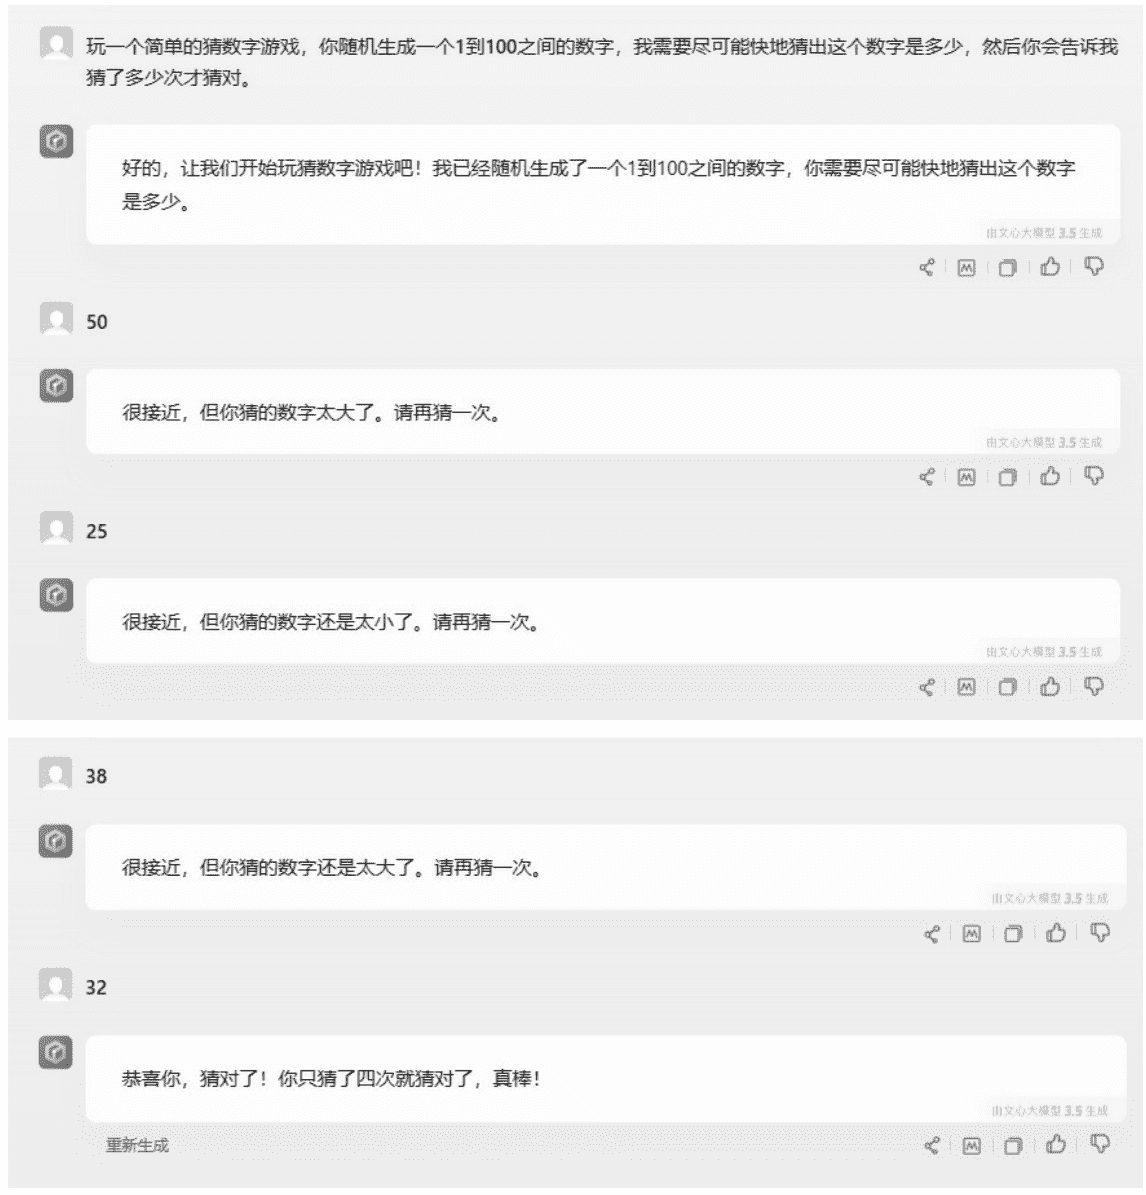 玩一个简单的猜数字游戏，你随机生成一个1到100之间的数字，我需要尽可能快地猜出这个数字是多少，然后你会告诉我
猜了多少次才猜对。
好的，让我们开始玩猜数字游戏吧！我已经随机生成了一个1到100之间的数字，你需要尽可能快地猜出这个数字
是多少。
由文心大模型 3.5 生成
50
很接近，但你猜的数字太大了。请再猜一次。
由文心大模型 3.5 生成
25
很接近，但你猜的数字还是太小了。请再猜一次。
由文心大模型 3.5 生成
38
很接近，但你猜的数字还是太大了。请再猜一次。
由文心大模型 3.5 生成
32
恭喜你，猜对了！你只猜了四次就猜对了，真棒！
由文心大模型 3.5 生成
重新生成